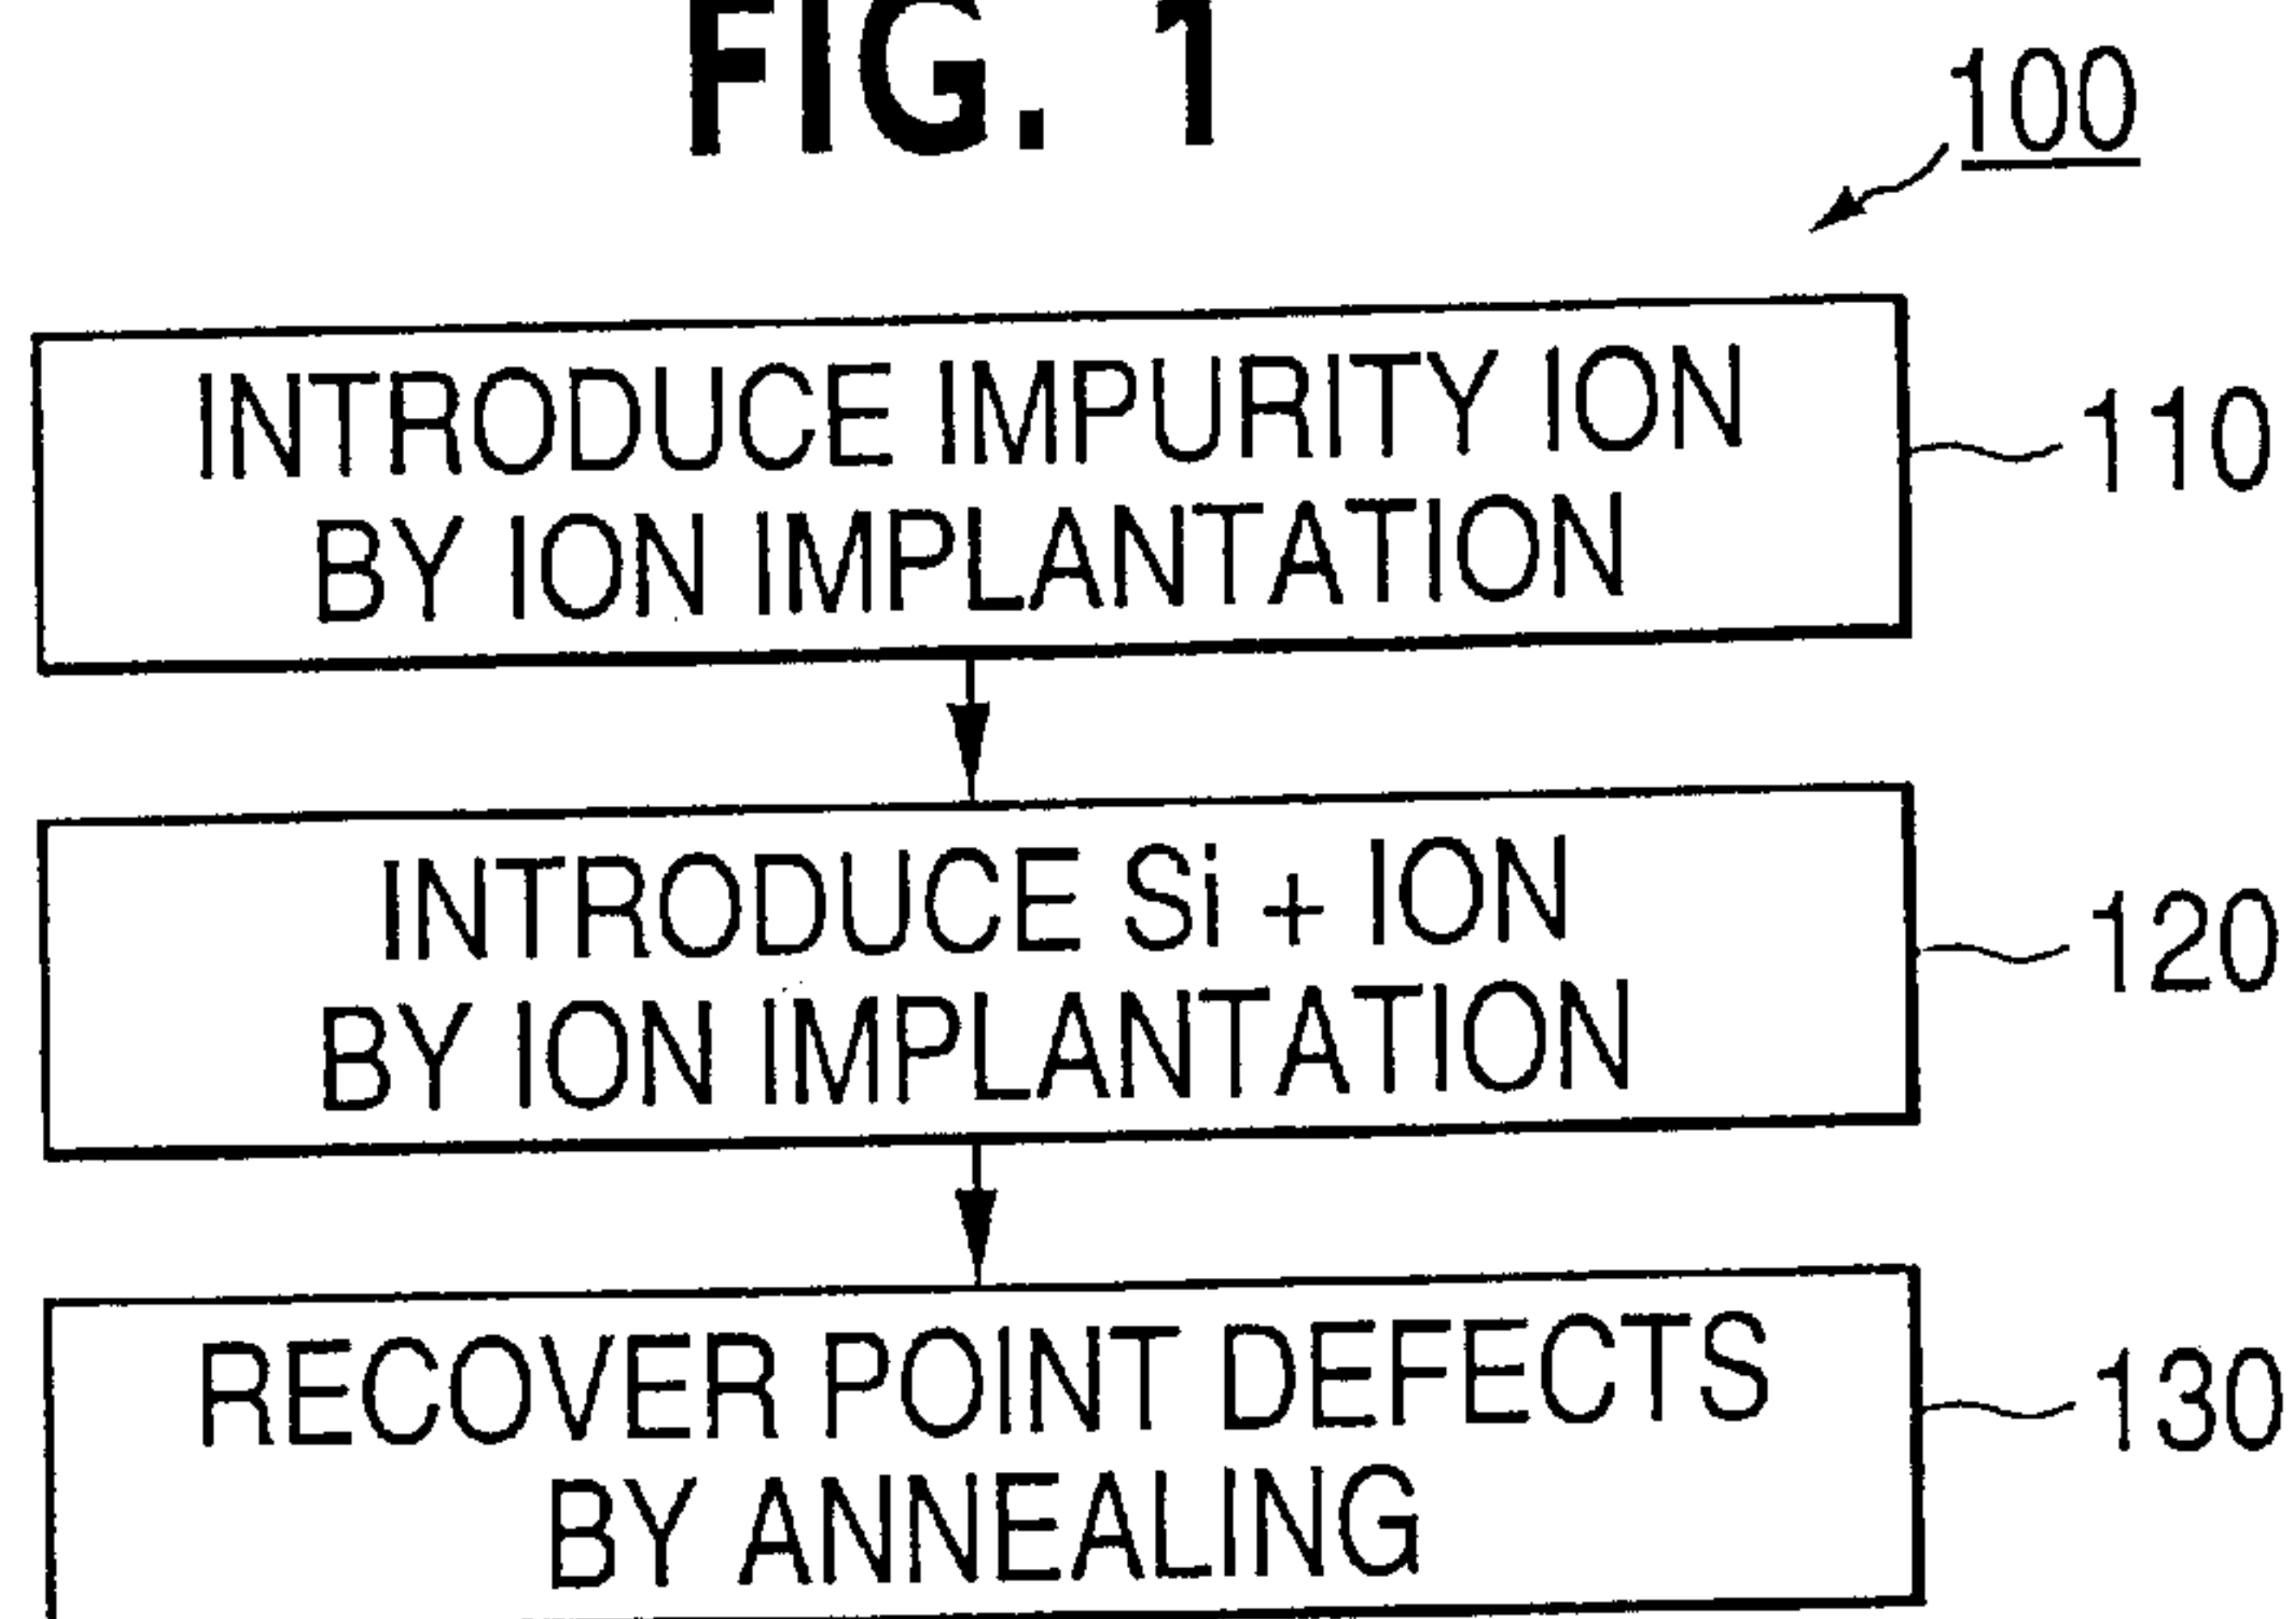 FIG. 1
100
INTRODUCE IMPURITY ION
BY ION IMPLANTATION
110
INTRODUCE Si + ION
BY ION IMPLANTATION
120
RECOVER POINT DEFECTS
BY ANNEALING
130